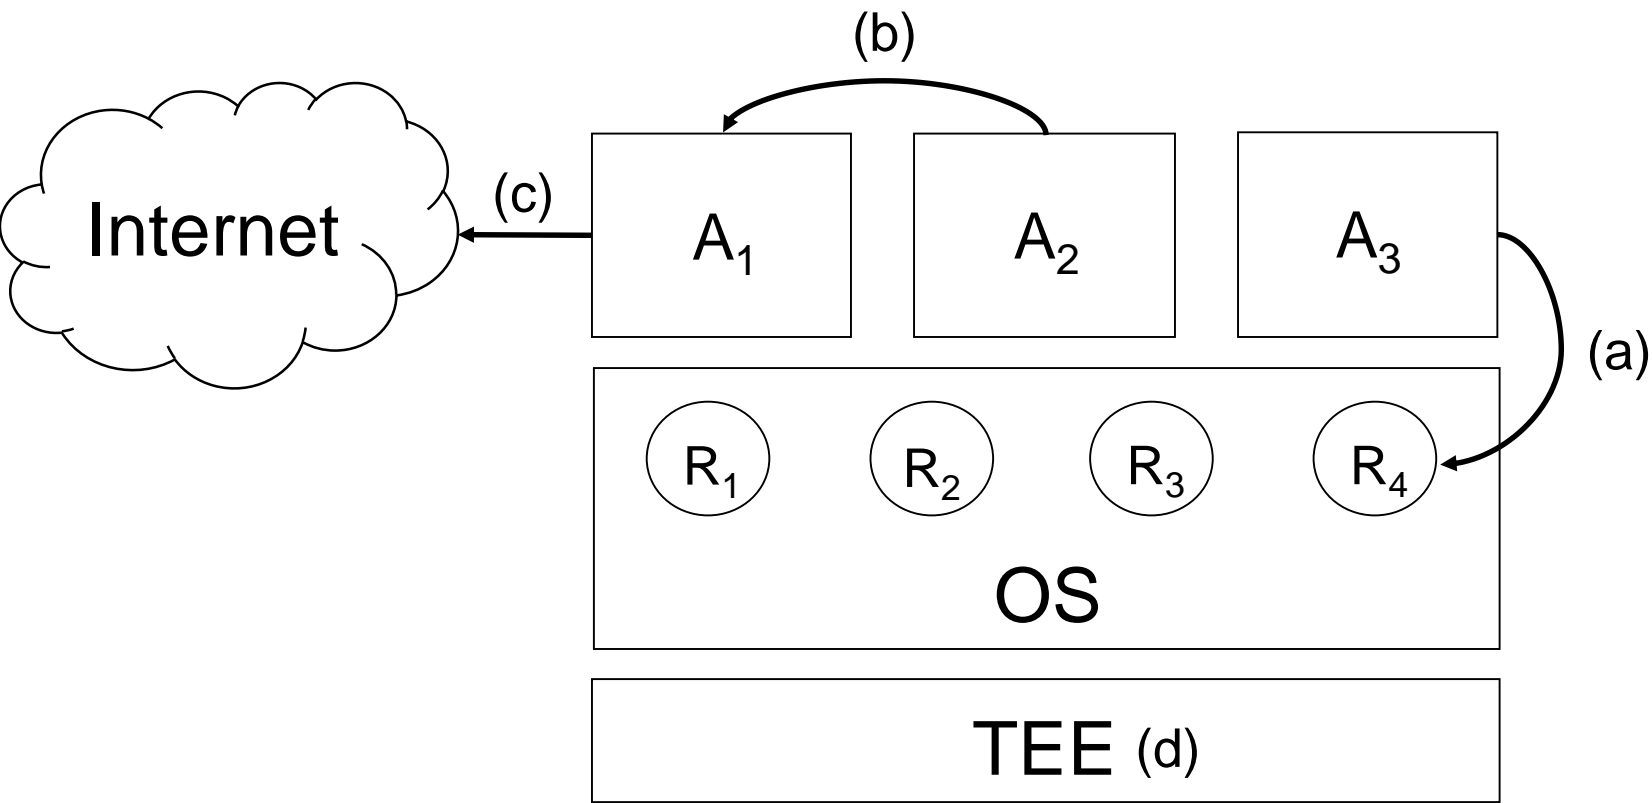 (b)
(c)
Internet
A1
A2
A3
(a)
R1
R2
R3
R4
OS
TEE (d)